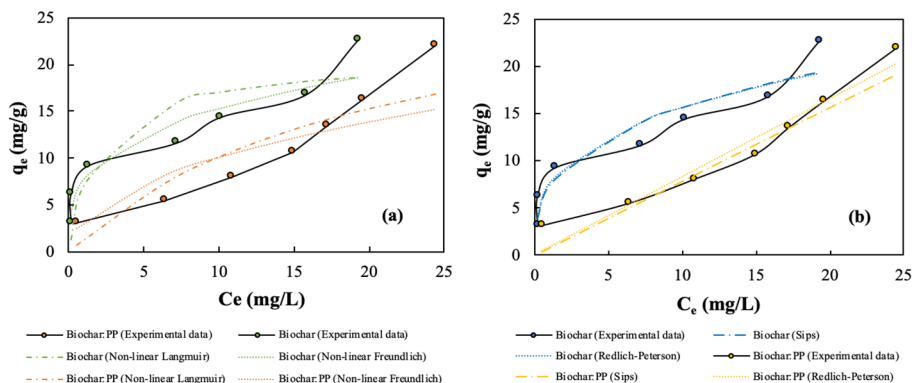 25
20
15
10
5
0
qe (mg/g)
(a)
0 5 10 15 20 25
Ce (mg/L)
Biochar:PP (Experimental data) Biochar (Experimental data)
Biochar (Non-linear Langmuir) Biochar (Non-linear Freundlich)
Biochar:PP (Non-linear Langmuir) Biochar:PP (Non-linear Freundlich)
25
20
15
10
5
0
qe (mg/g)
(b)
0 5 10 15 20 25
Ce (mg/L)
Biochar (Experimental data) Biochar (Sips)
Biochar (Redlich-Peterson) Biochar:PP (Experimental data)
Biochar:PP (Sips) Biochar:PP (Redlich-Peterson)